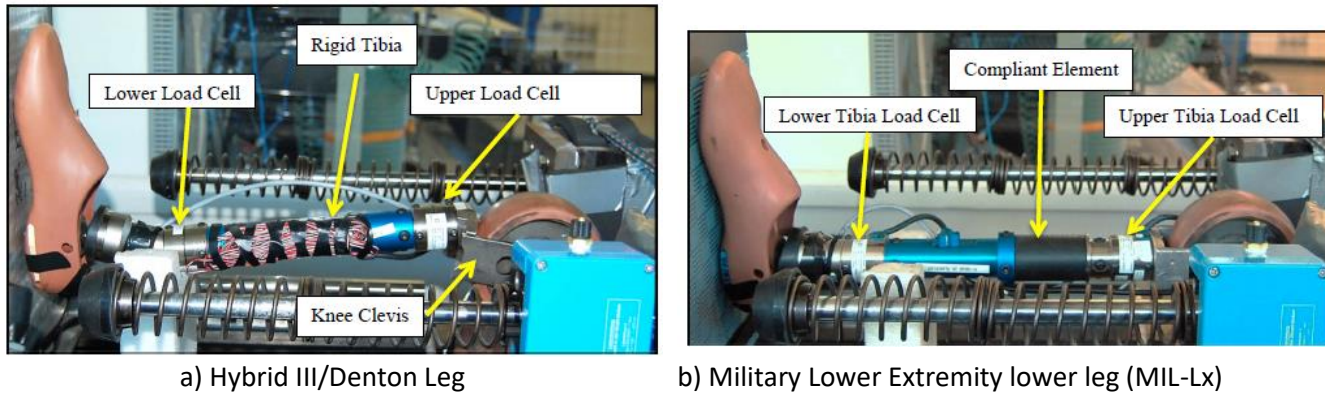 Rigid Tibia
Lower Load Cell
Upper Load Cell
Knee Clevis
Compliant Element
Lower Tibia Load Cell
Upper Tibia Load Cell
a) Hybrid III/Denton Leg
b) Military Lower Extremity lower leg (MIL-Lx)